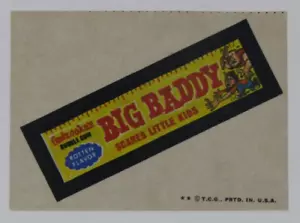 BUBBLE GUM
BIG BADDY
ROTTEN
FLAVOR
SCARES LITTLE KIDS
** © T.C.G., PRTD. IN. U.S.A.